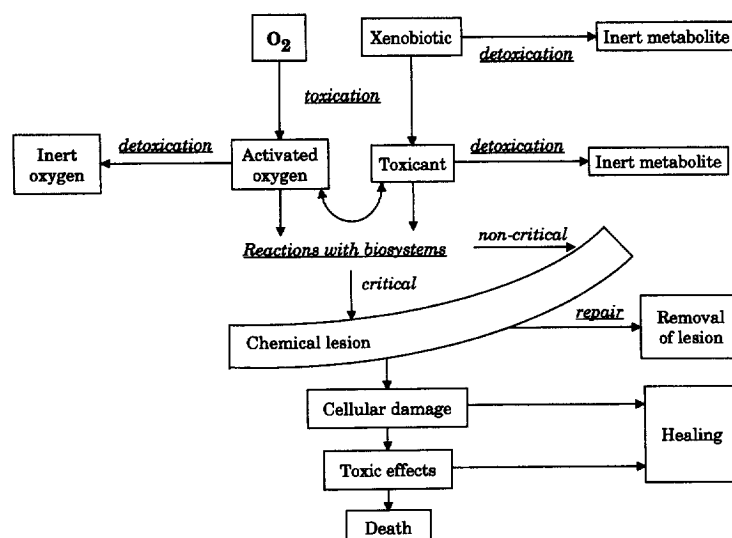 O2
Xenobiotic
Inert metabolite
detoxication
toxication
detoxication
detoxication
Inert
oxygen
Activated
oxygen
Toxicant
Inert metabolite
Reactions with biosystems
non-critical
critical
Chemical lesion
repair
Removal
of lesion
Cellular damage
Healing
Toxic effects
Death